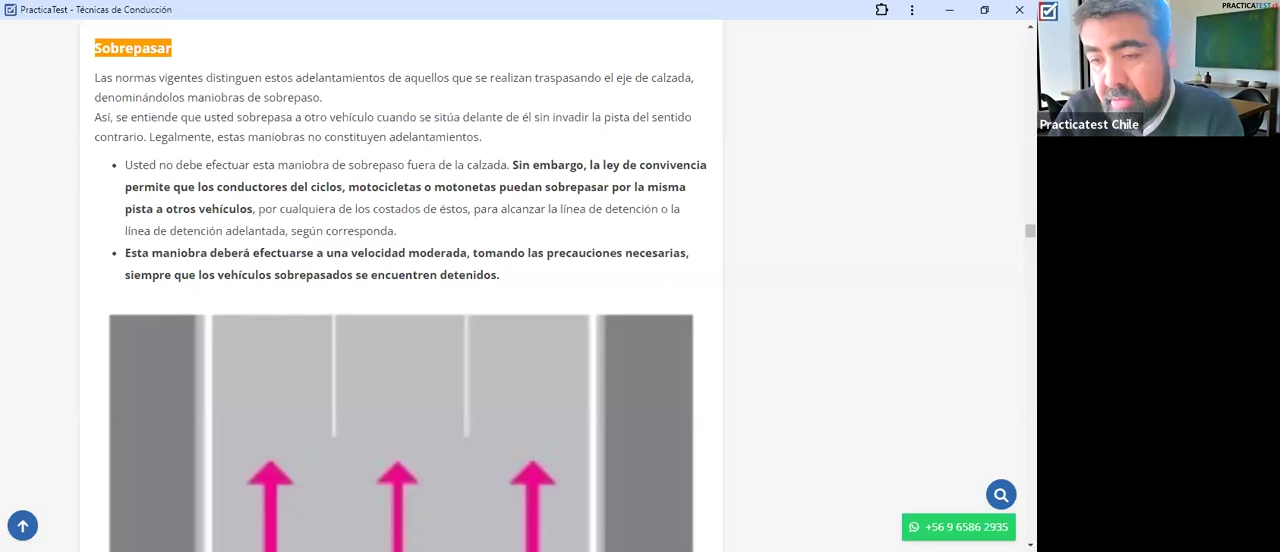 PracticaTest - Técnicas de Conducción
PRACTICATEST
Practicatest Chile
Sobrepasar
Las normas vigentes distinguen estos adelantamientos de aquellos que se realizan traspasando el eje de calzada,
denominándolos maniobras de sobrepaso.
Así, se entiende que usted sobrepasa a otro vehículo cuando se sitúa delante de él sin invadir la pista del sentido
contrario. Legalmente, estas maniobras no constituyen adelantamientos.
• Usted no debe efectuar esta maniobra de sobrepaso fuera de la calzada. Sin embargo, la ley de convivencia
permite que los conductores del ciclos, motocicletas o motonetas puedan sobrepasar por la misma
pista a otros vehículos, por cualquiera de los costados de éstos, para alcanzar la línea de detención o la
línea de detención adelantada, según corresponda.
• Esta maniobra deberá efectuarse a una velocidad moderada, tomando las precauciones necesarias,
siempre que los vehículos sobrepasados se encuentren detenidos.
+56 9 6586 2935